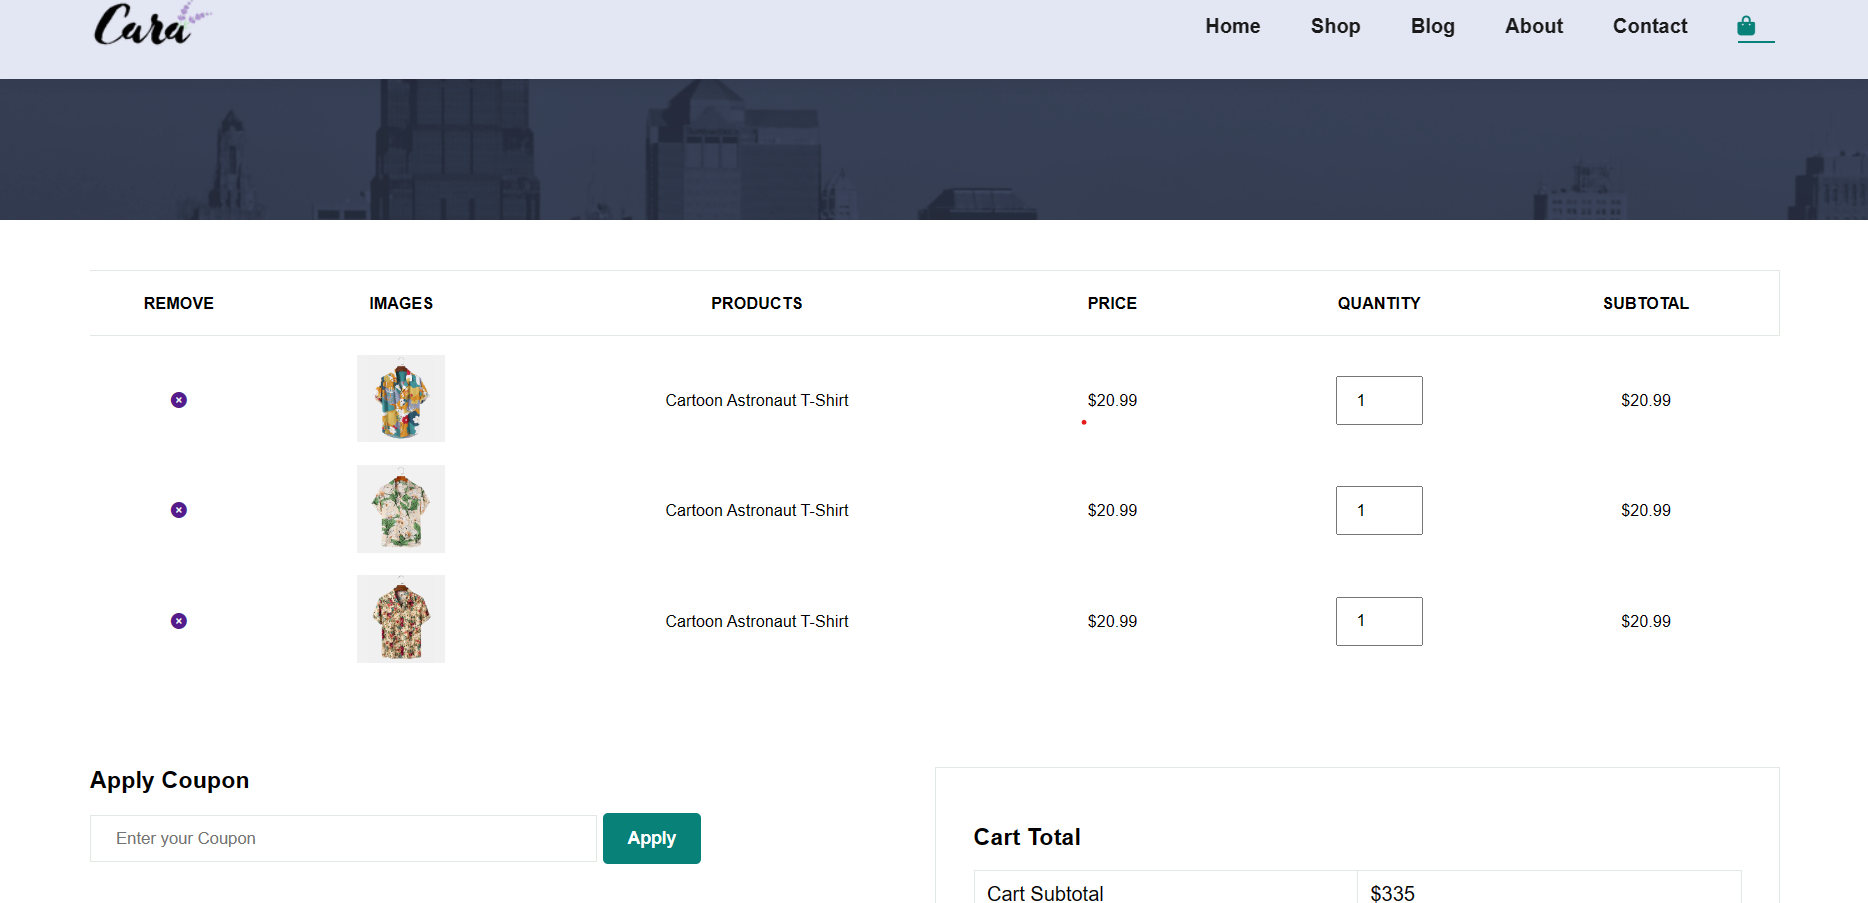 Cara
Home Shop Blog About Contact
REMOVE IMAGES PRODUCTS PRICE QUANTITY SUBTOTAL
Cartoon Astronaut T-Shirt $20.99 1 $20.99
Cartoon Astronaut T-Shirt $20.99 1 $20.99
Cartoon Astronaut T-Shirt $20.99 1 $20.99
Apply Coupon
Enter your Coupon Apply
Cart Total
Cart Subtotal $335